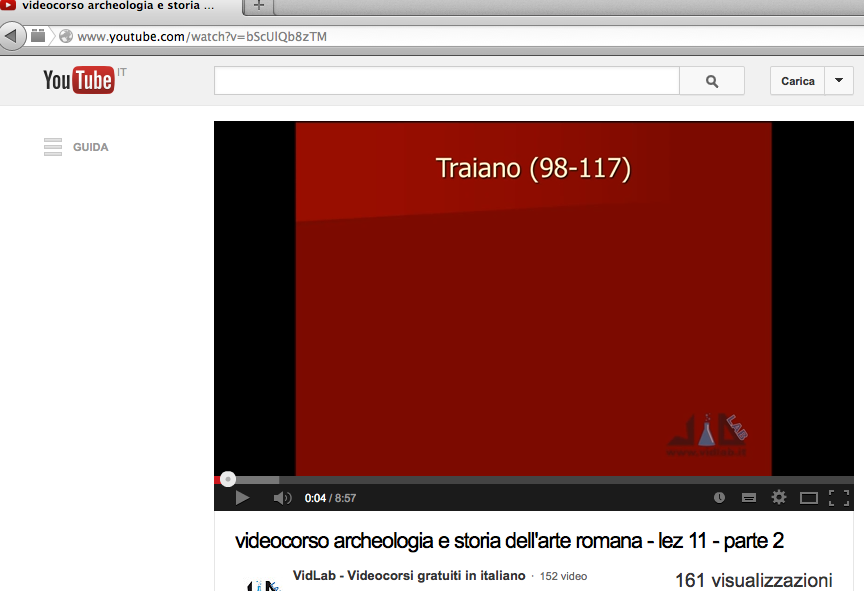 videocorso archeologia e storia ...
www.youtube.com/watch?v=bScUlQb8zTM
YouTube IT
Carica
GUIDA
Traiano (98-117)
LAB
www.vidlab.it
0:04 / 8:57
videocorso archeologia e storia dell'arte romana - lez 11 - parte 2
VidLab - Videocorsi gratuiti in italiano · 152 video
161 visualizzazioni